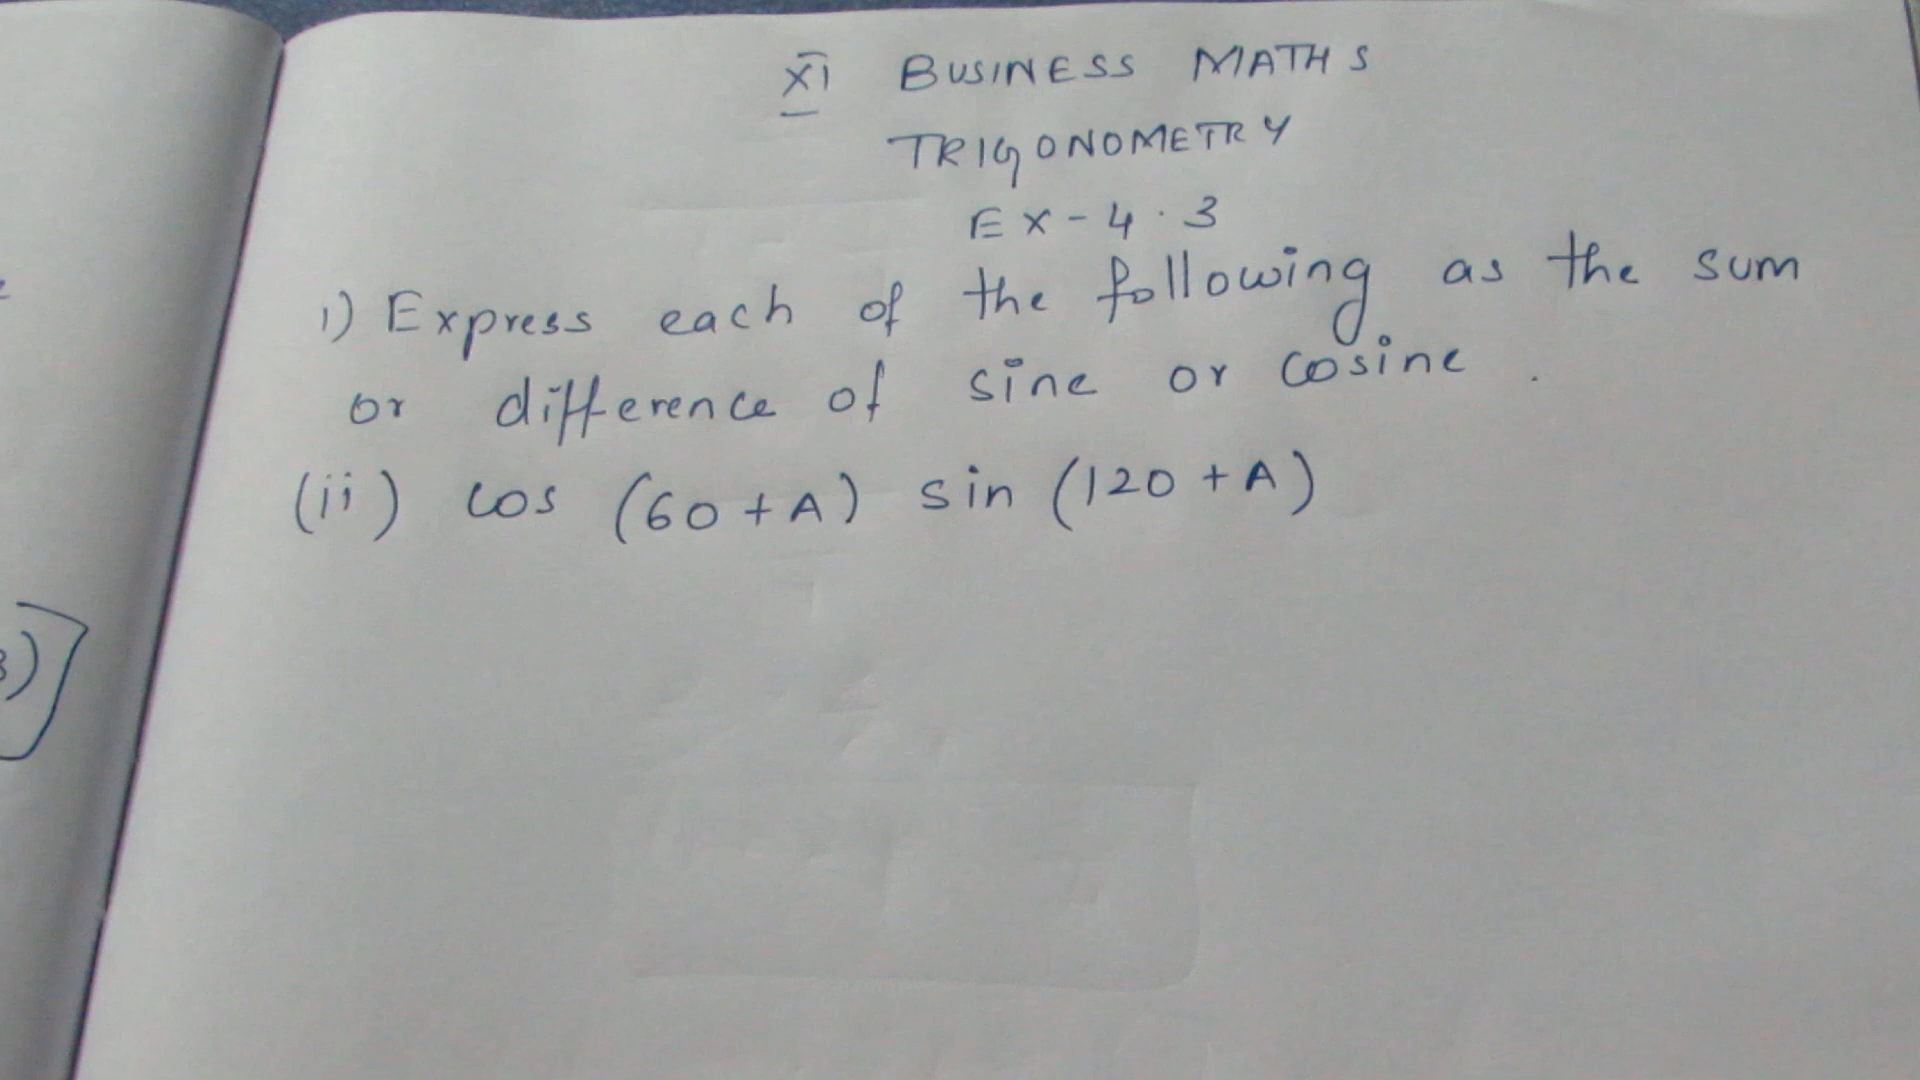 XI BUSINESS MATHS
TRIGONOMETRY
EX-4.3
1) Express each of the following as the sum
or difference of sine or cosine.
(ii) cos (60+A) sin (120+A)
)